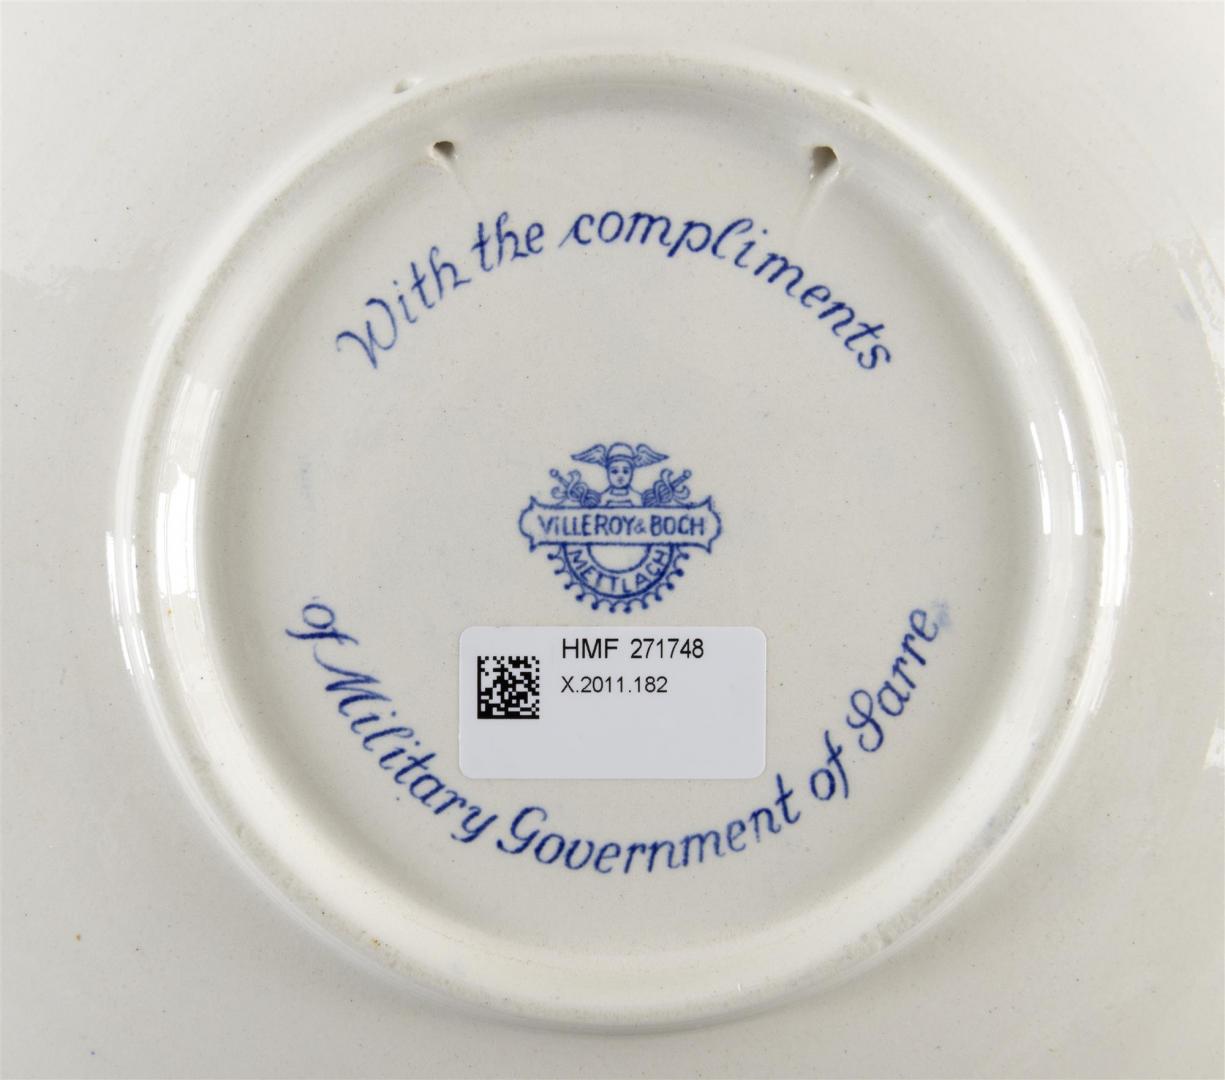 With the compliments
VILLEROY & BOCH
METTLACH
HMF 271748
X.2011.182
of Military Government of Sarre